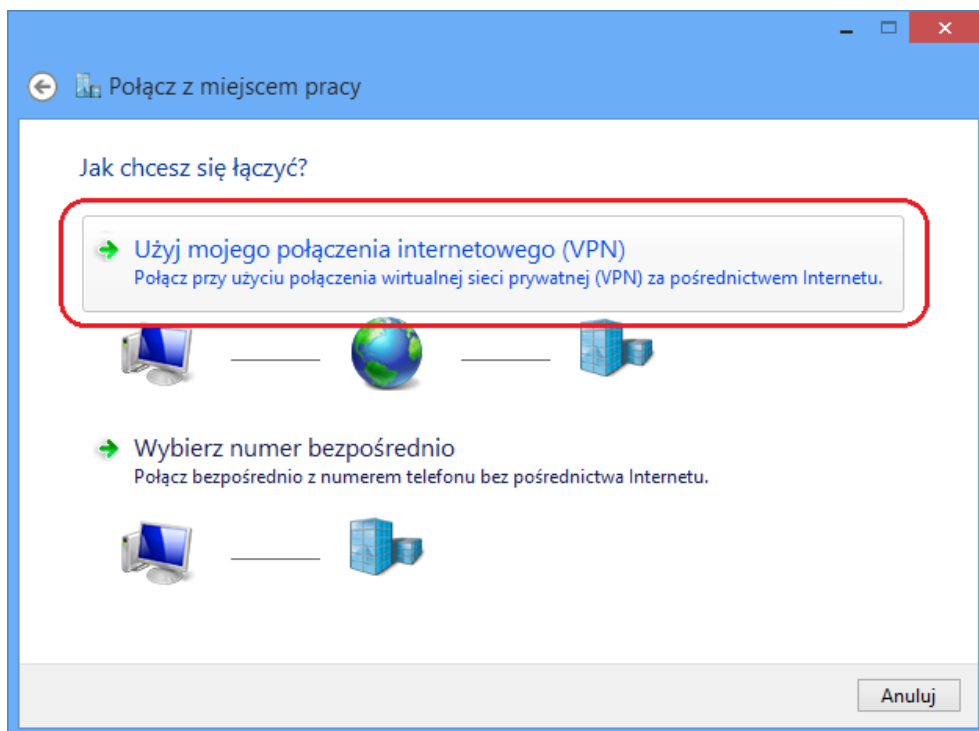 Połącz z miejscem pracy
Jak chcesz się łączyć?
Użyj mojego połączenia internetowego (VPN)
Połącz przy użyciu połączenia wirtualnej sieci prywatnej (VPN) za pośrednictwem Internetu.
Wybierz numer bezpośrednio
Połącz bezpośrednio z numerem telefonu bez pośrednictwa Internetu.
Anuluj